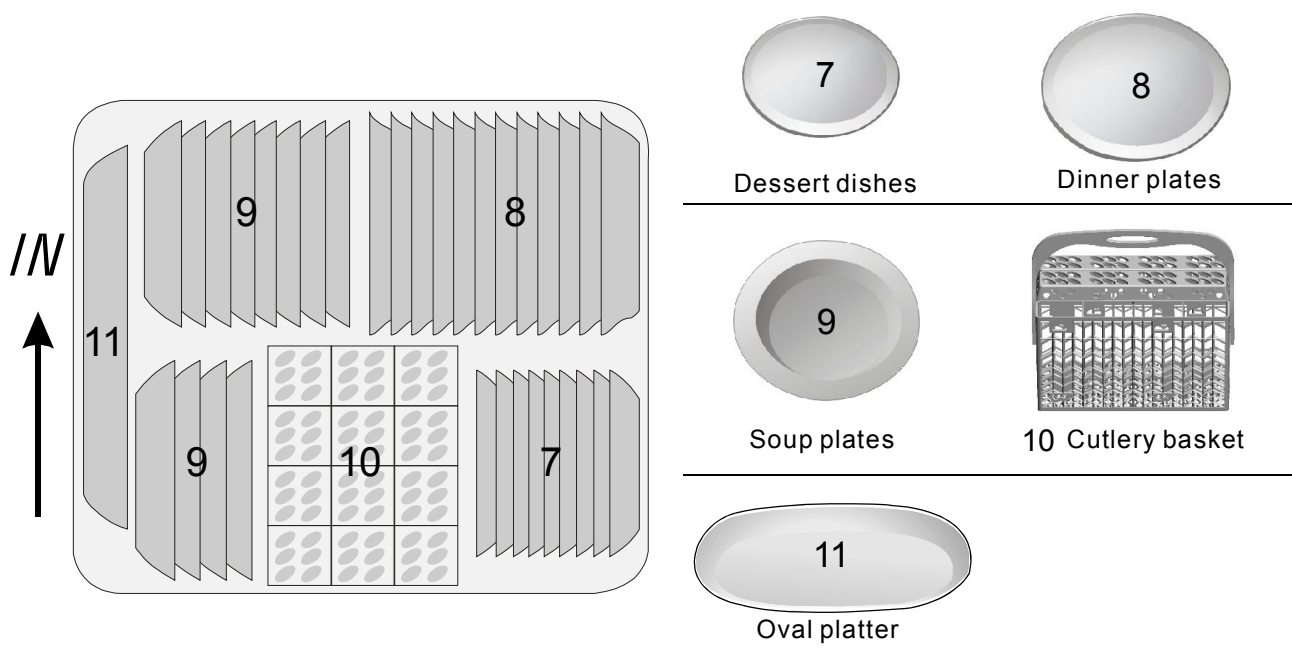 IN
11
9
8
9
10
7
7
8
Dessert dishes
Dinner plates
9
Soup plates
10 Cutlery basket
11
Oval platter